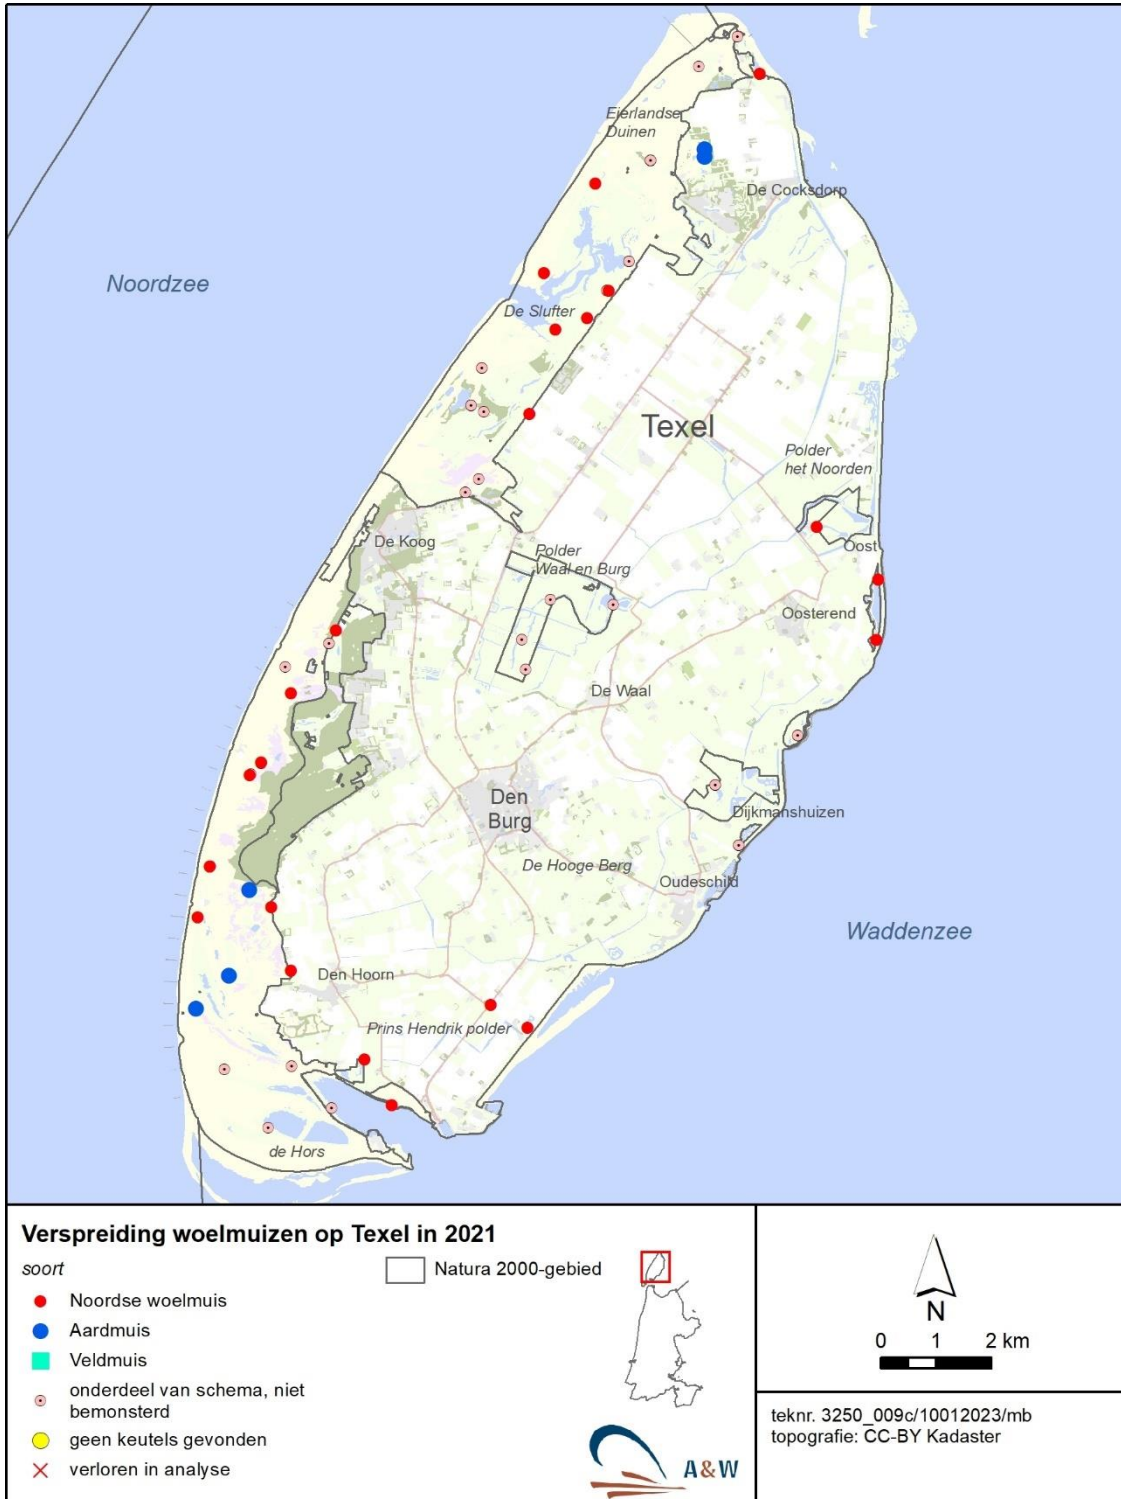 Eierlandse
Duinen
De Cocksdorp
Noordzee
De Slufter
Texel
Polder
het Noorden
De Koog
Polder
Waal en Burg
Oost
Oosterend
De Waal
Den
Burg
Dijkmanshuizen
De Hooge Berg
Oudeschild
Waddenzee
Den Hoorn
Prins Hendrik polder
de Hors
Verspreiding woelmuizen op Texel in 2021
soort
Natura 2000-gebied
Noordse woelmuis
Aardmuis
Veldmuis
onderdeel van schema, niet
bemonsterd
geen keutels gevonden
verloren in analyse
A&W
N
0 1 2 km
teknr. 3250_009c/10012023/mb
topografie: CC-BY Kadaster